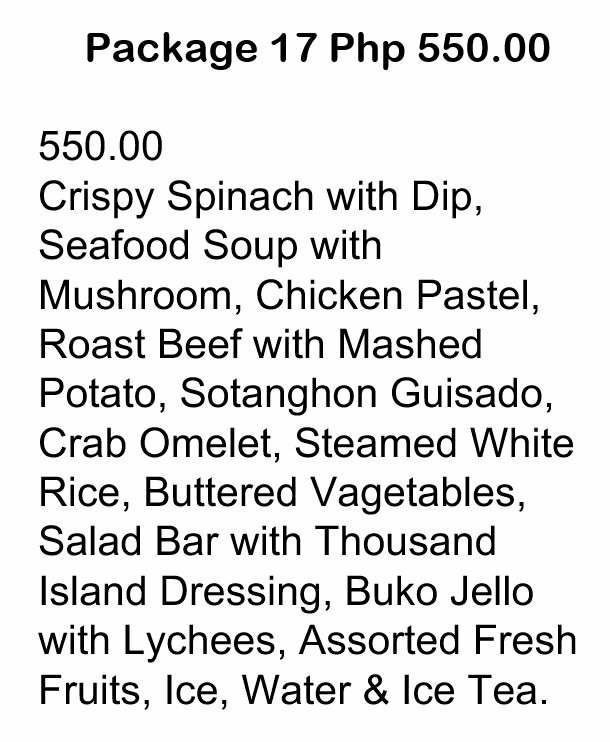 Package 17 Php 550.00
550.00
Crispy Spinach with Dip,
Seafood Soup with
Mushroom, Chicken Pastel,
Roast Beef with Mashed
Potato, Sotanghon Guisado,
Crab Omelet, Steamed White
Rice, Buttered Vagetables,
Salad Bar with Thousand
Island Dressing, Buko Jello
with Lychees, Assorted Fresh
Fruits, Ice, Water & Ice Tea.